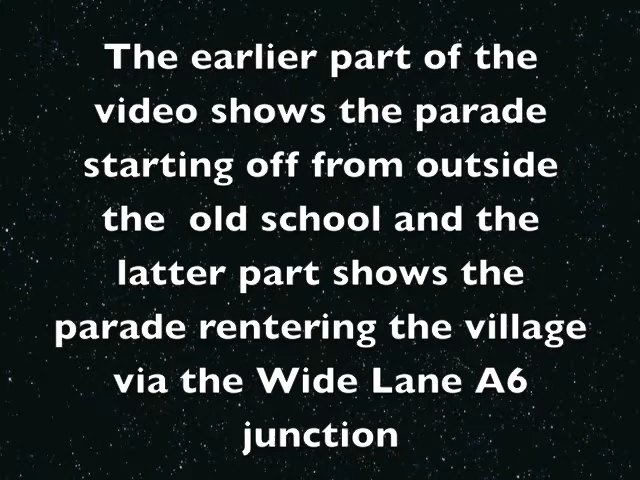 The earlier part of the
video shows the parade
starting off from outside
the  old school and the
latter part shows the
parade rentering the village
via the Wide Lane A6
junction